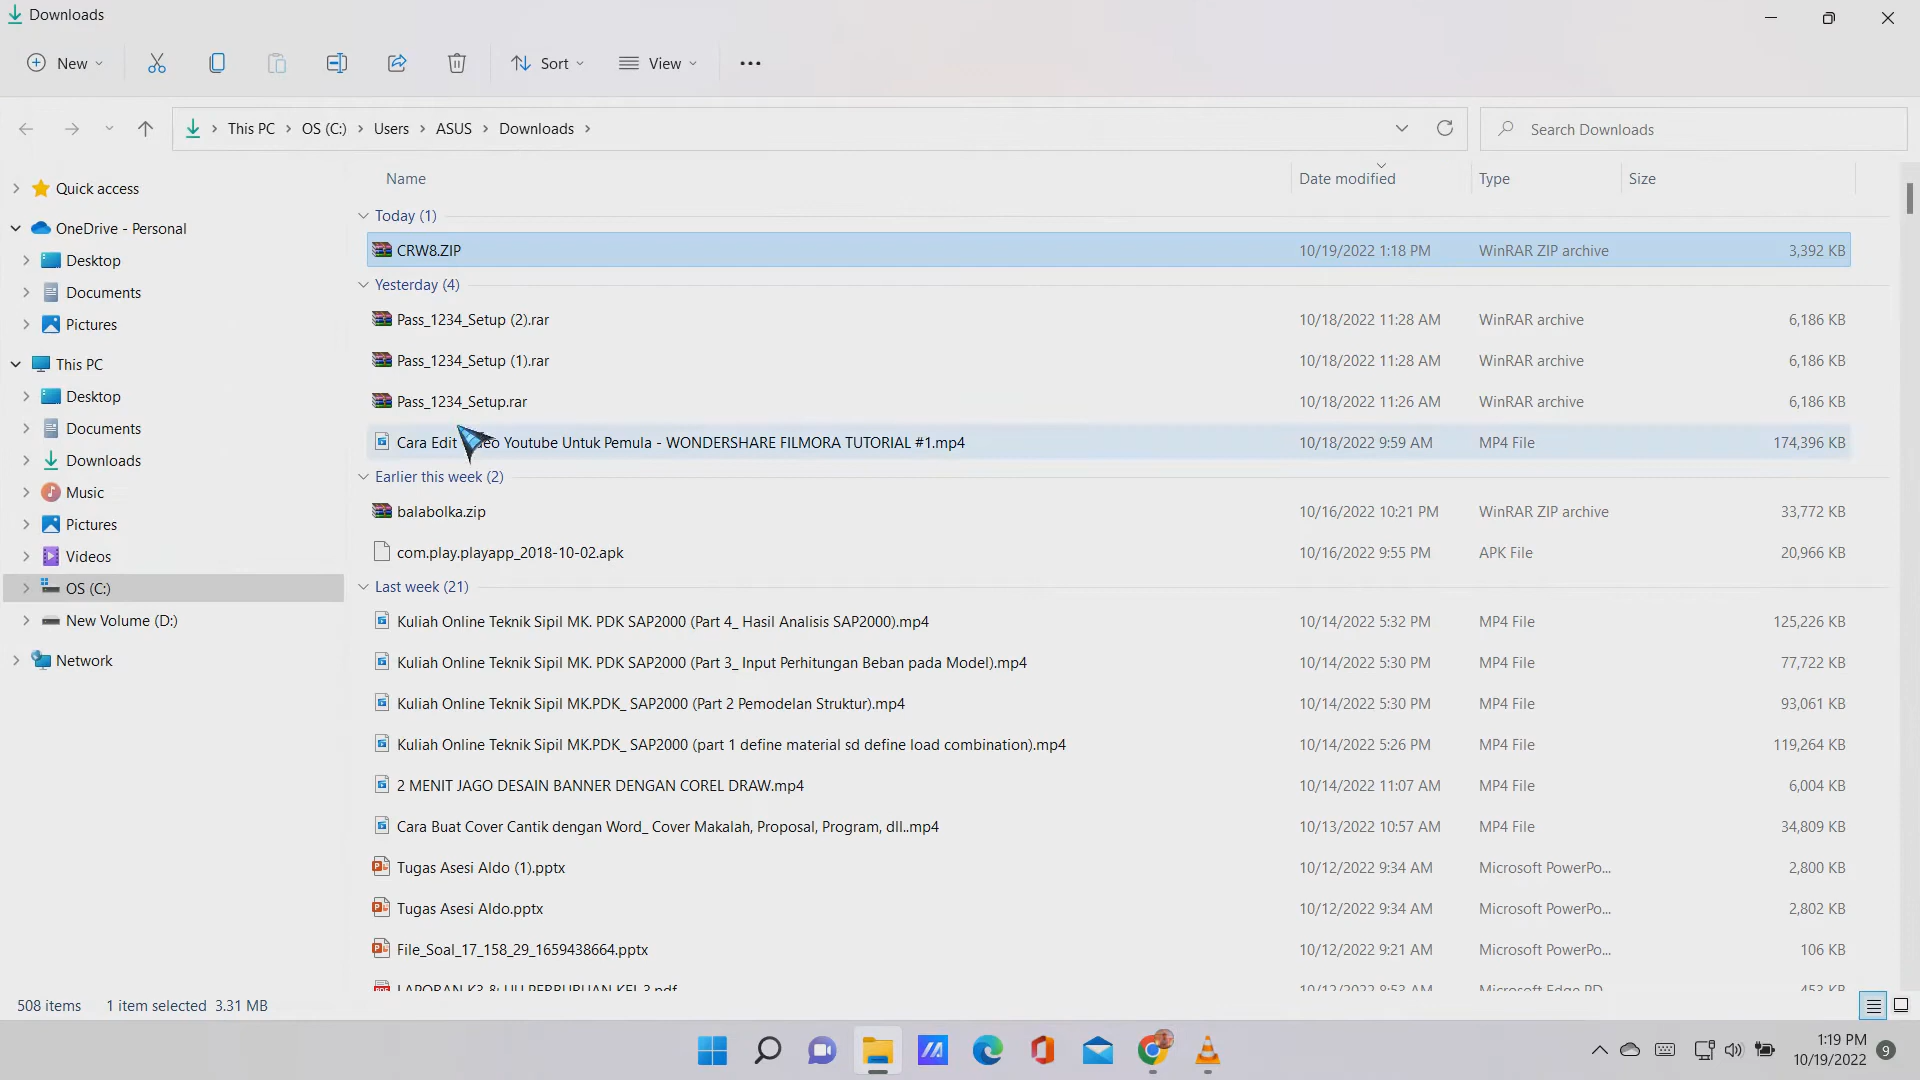 Downloads
New
Sort
View
This PC > OS (C:) > Users > ASUS > Downloads >
Search Downloads
Name Date modified Type Size
Quick access
OneDrive - Personal
Desktop
Documents
Pictures
This PC
Desktop
Documents
Downloads
Music
Pictures
Videos
OS (C:)
New Volume (D:)
Network
Today (1)
CRW8.ZIP 10/19/2022 1:18 PM WinRAR ZIP archive 3,392 KB
Yesterday (4)
Pass_1234_Setup (2).rar 10/18/2022 11:28 AM WinRAR archive 6,186 KB
Pass_1234_Setup (1).rar 10/18/2022 11:28 AM WinRAR archive 6,186 KB
Pass_1234_Setup.rar 10/18/2022 11:26 AM WinRAR archive 6,186 KB
Cara Edit Youtube Untuk Pemula - WONDERSHARE FILMORA TUTORIAL #1.mp4 10/18/2022 9:59 AM MP4 File 174,396 KB
Earlier this week (2)
balabolka.zip 10/16/2022 10:21 PM WinRAR ZIP archive 33,772 KB
com.play.playapp_2018-10-02.apk 10/16/2022 9:55 PM APK File 20,966 KB
Last week (21)
Kuliah Online Teknik Sipil MK. PDK SAP2000 (Part 4_ Hasil Analisis SAP2000).mp4 10/14/2022 5:32 PM MP4 File 125,226 KB
Kuliah Online Teknik Sipil MK. PDK SAP2000 (Part 3_ Input Perhitungan Beban pada Model).mp4 10/14/2022 5:30 PM MP4 File 77,722 KB
Kuliah Online Teknik Sipil MK.PDK_ SAP2000 (Part 2 Pemodelan Struktur).mp4 10/14/2022 5:30 PM MP4 File 93,061 KB
Kuliah Online Teknik Sipil MK.PDK_ SAP2000 (part 1 define material sd define load combination).mp4 10/14/2022 5:26 PM MP4 File 119,264 KB
2 MENIT JAGO DESAIN BANNER DENGAN COREL DRAW.mp4 10/14/2022 11:07 AM MP4 File 6,004 KB
Cara Buat Cover Cantik dengan Word_ Cover Makalah, Proposal, Program, dll..mp4 10/13/2022 10:57 AM MP4 File 34,809 KB
Tugas Asesi Aldo (1).pptx 10/12/2022 9:34 AM Microsoft PowerPo... 2,800 KB
Tugas Asesi Aldo.pptx 10/12/2022 9:34 AM Microsoft PowerPo... 2,802 KB
File_Soal_17_158_29_1659438664.pptx 10/12/2022 9:21 AM Microsoft PowerPo... 106 KB
508 items 1 item selected 3.31 MB
1:19 PM
10/19/2022
9